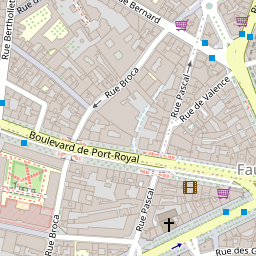 Rue Berthollet
Rue du
Bernard
Rue Broca
Rue Pascal
Rue de Valence
Boulevard de Port-Royal
Fau
Rue Broca
Rue Pascal
Rue des G